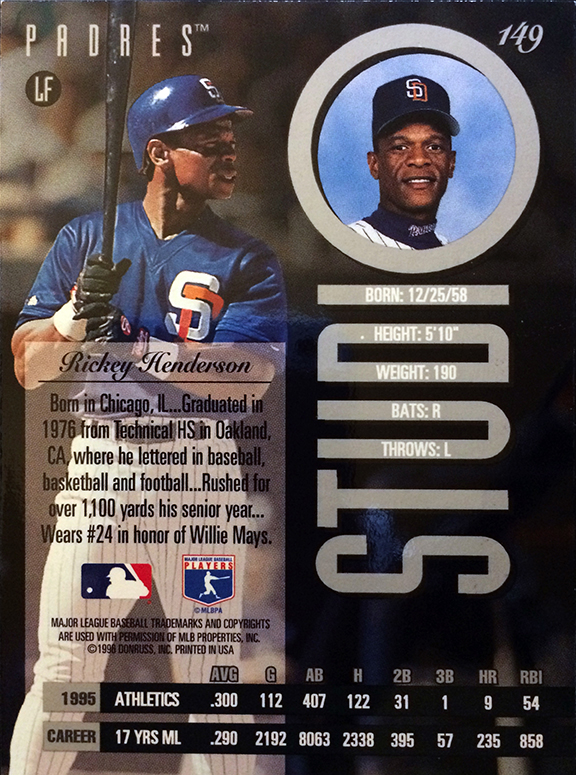 PADRES™
149
LF
SD
SD
BORN: 12/25/58
HEIGHT: 5'10"
WEIGHT: 190
BATS: R
THROWS: L
STUDIO
Rickey Henderson
Born in Chicago, IL...Graduated in
1976 from Technical HS in Oakland,
CA, where he lettered in baseball,
basketball and football...Rushed for
over 1,100 yards his senior year...
Wears #24 in honor of Willie Mays.
MAJOR LEAGUE BASEBALL
PLAYERS
© MLBPA
MAJOR LEAGUE BASEBALL TRADEMARKS AND COPYRIGHTS
ARE USED WITH PERMISSION OF MLB PROPERTIES, INC.
©1996 DONRUSS, INC. PRINTED IN USA
AVG G AB H 2B 3B HR RBI
1995 ATHLETICS .300 112 407 122 31 1 9 54
CAREER 17 YRS ML .290 2192 8063 2338 395 57 235 858